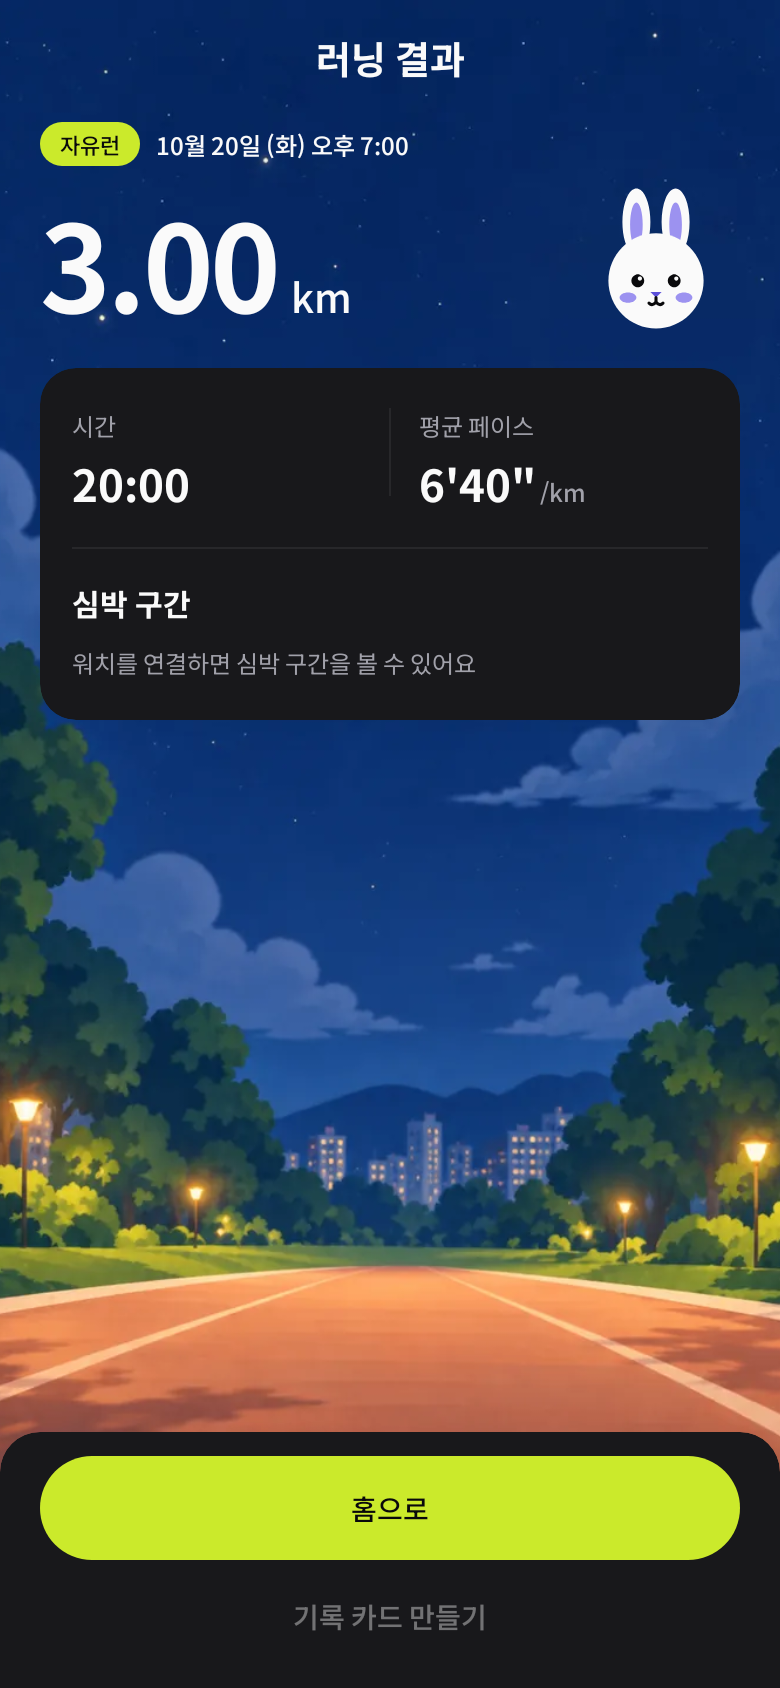 러닝 결과
자유런 10월 20일 (화) 오후 7:00
3.00 km
시간 평균 페이스
20:00 6'40" /km
심박 구간
워치를 연결하면 심박 구간을 볼 수 있어요
홈으로
기록 카드 만들기